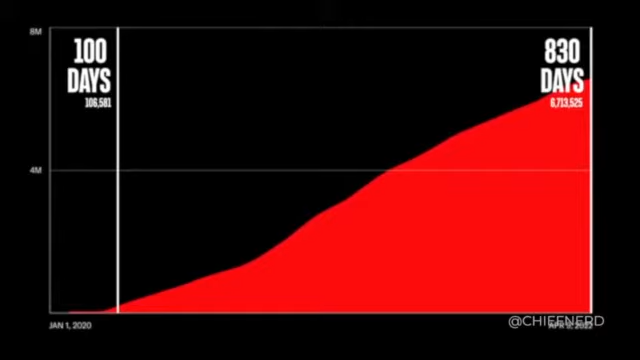 8M
100
DAYS
106,581
830
DAYS
6,713,525
4M
JAN 1, 2020
@CHIEFNERD